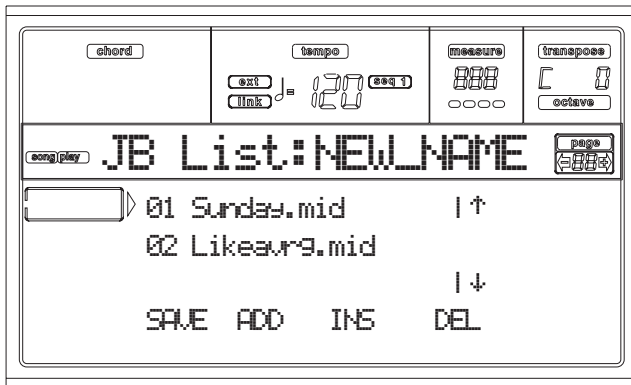 chord tempo measure transpose
ext ♩= 120 seq 1 888 [ 0
link octave
song play JB List:NEW_NAME page
88
01 Sunday.mid |↑
02 Likeavrg.mid
|↓
SAVE ADD INS DEL